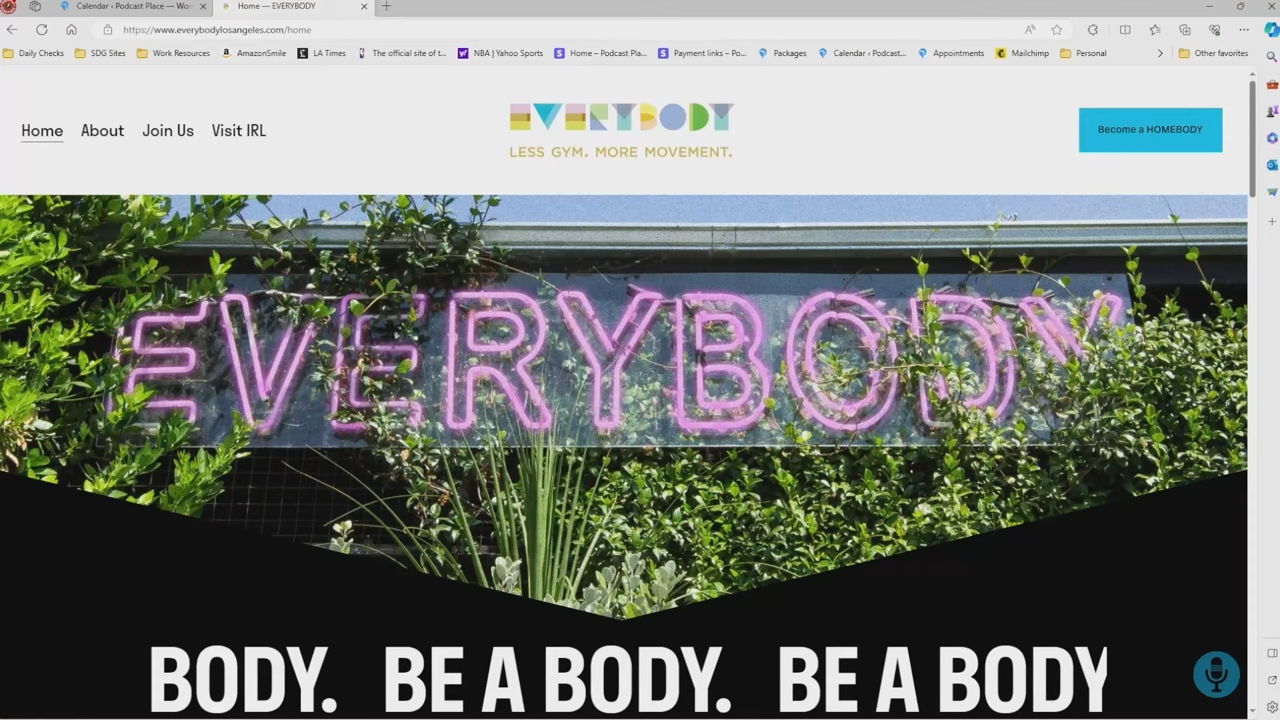 Calendar ‹ Podcast Place — Wor
Home — EVERYBODY
https://www.everybodylosangeles.com/home
Daily Checks
SDG Sites
Work Resources
AmazonSmile
LA Times
The official site of t...
NBA | Yahoo Sports
Home – Podcast Pla...
Payment links – Po...
Packages
Calendar ‹ Podcast...
Appointments
Mailchimp
Personal
Other favorites
Home
About
Join Us
Visit IRL
EVERYBODY
LESS GYM. MORE MOVEMENT.
Become a HOMEBODY
EVERYBODY
BODY. BE A BODY. BE A BODY